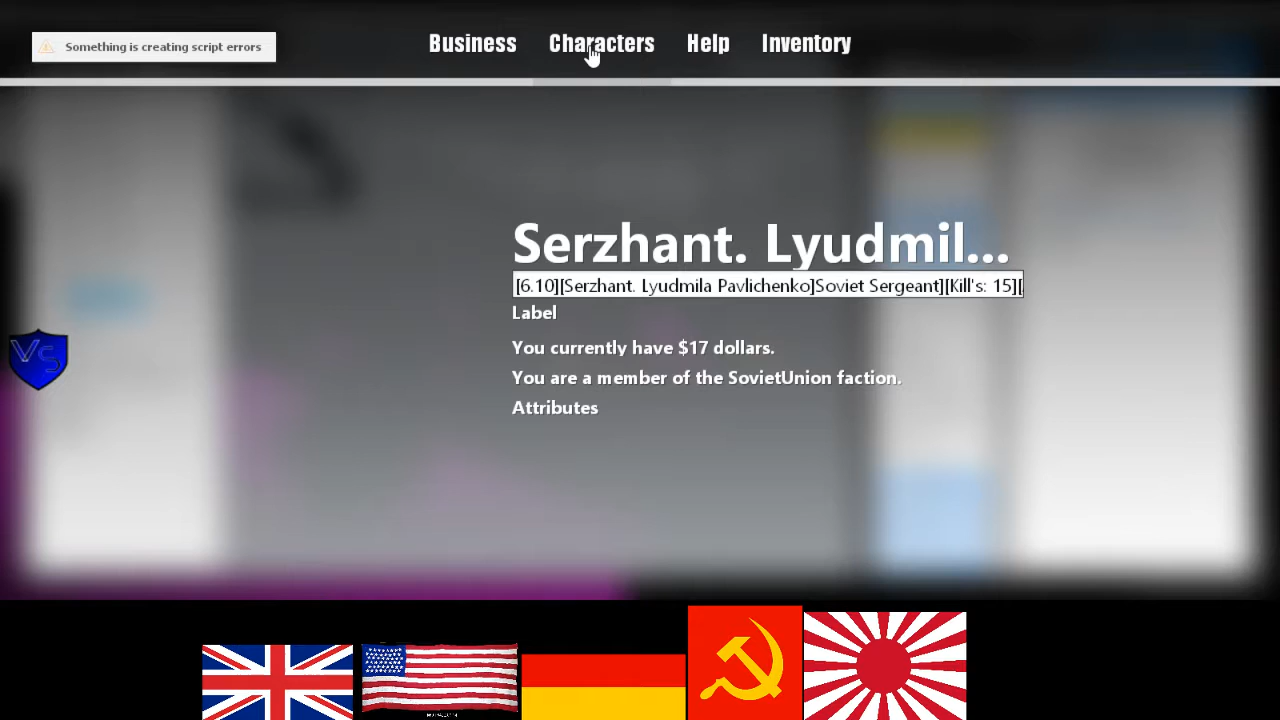 Something is creating script errors
Business Characters Help Inventory
Serzhant. Lyudmil...
[6.10][Serzhant. Lyudmila Pavlichenko]Soviet Sergeant][Kill's: 15][
Label
VS
You currently have $17 dollars.
You are a member of the SovietUnion faction.
Attributes